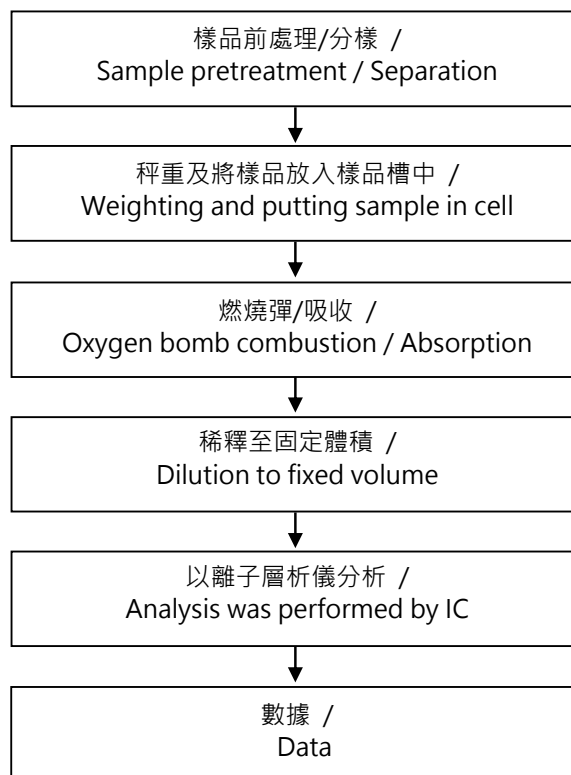 樣品前處理/分樣 /
Sample pretreatment / Separation
秤重及將樣品放入樣品槽中 /
Weighting and putting sample in cell
燃燒彈/吸收 /
Oxygen bomb combustion / Absorption
稀釋至固定體積 /
Dilution to fixed volume
以離子層析儀分析 /
Analysis was performed by IC
數據 /
Data